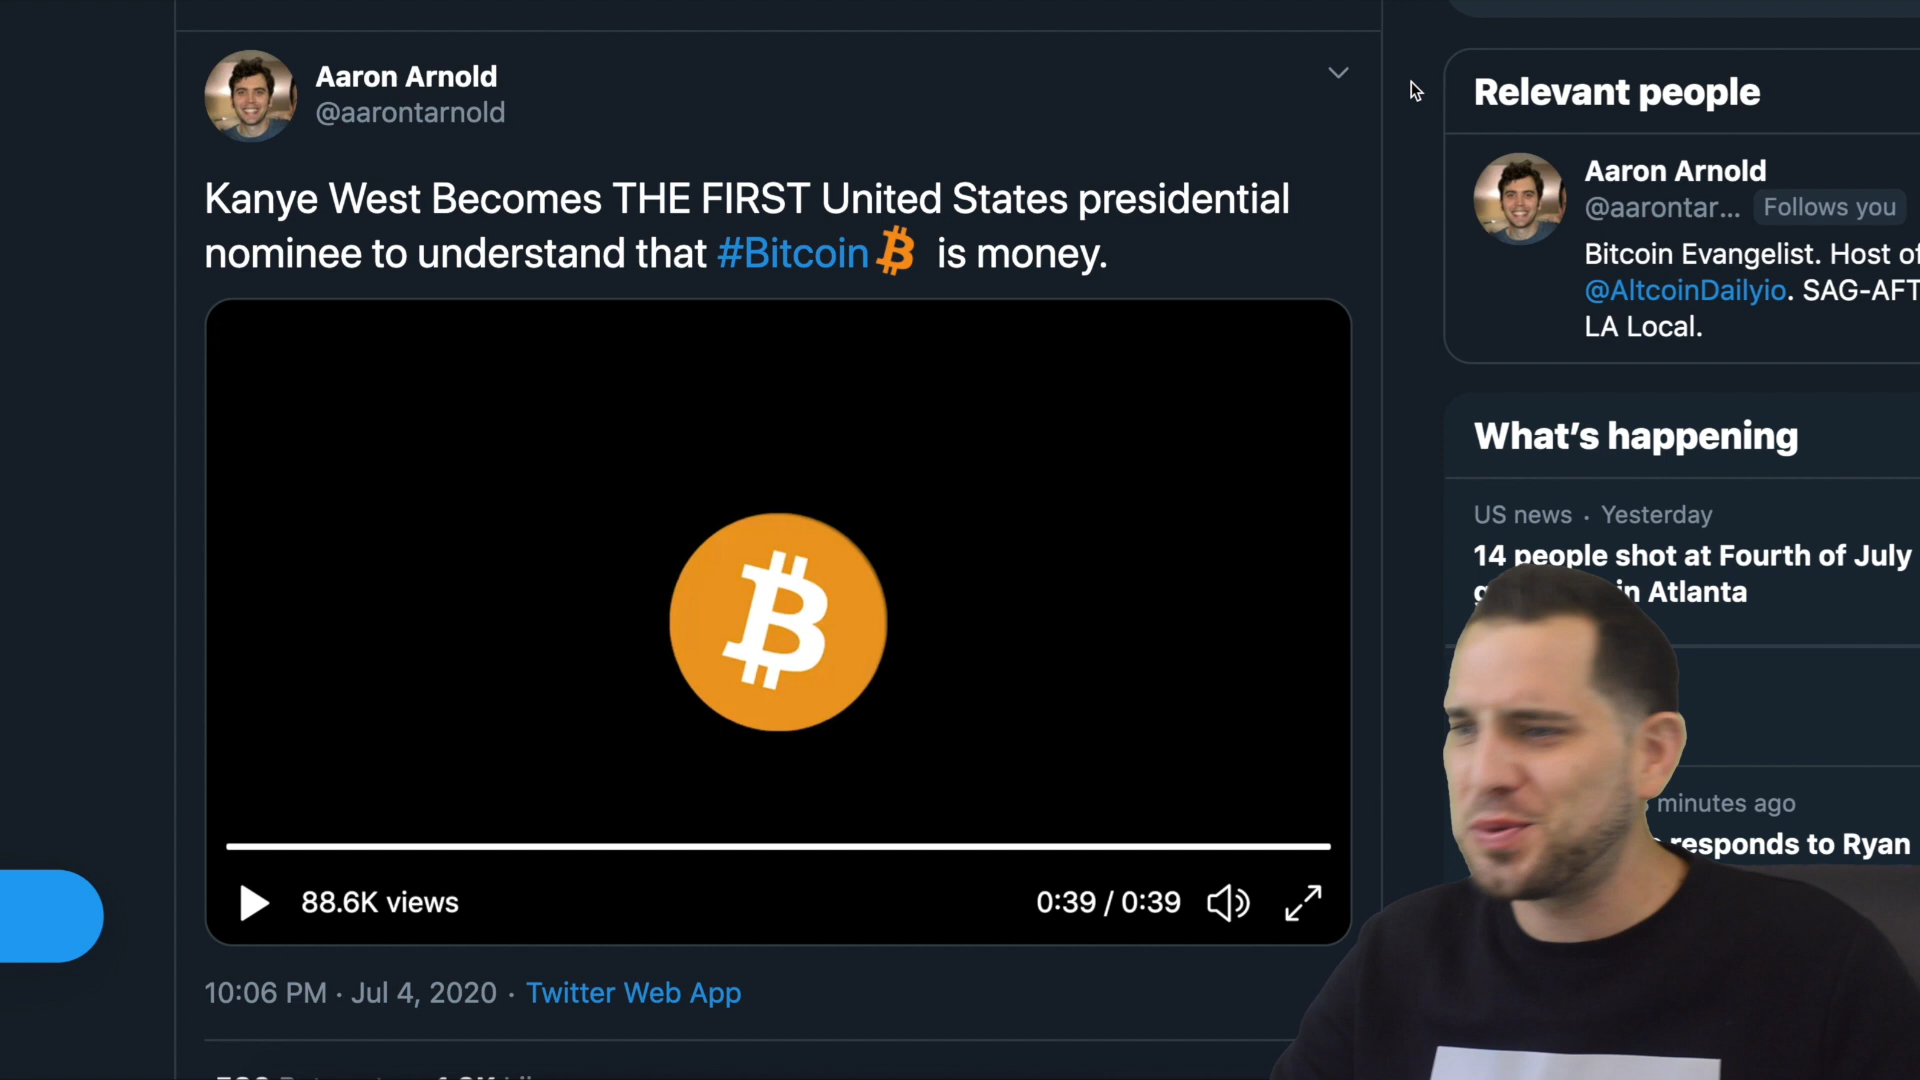 Aaron Arnold
@aarontarnold
Kanye West Becomes THE FIRST United States presidential
nominee to understand that #Bitcoin is money.
88.6K views
0:39 / 0:39
10:06 PM · Jul 4, 2020 · Twitter Web App
Relevant people
Aaron Arnold
@aarontar... Follows you
Bitcoin Evangelist. Host of
@AltcoinDailyio. SAG-AFT
LA Local.
What's happening
US news · Yesterday
14 people shot at Fourth of July
in Atlanta
minutes ago
responds to Ryan